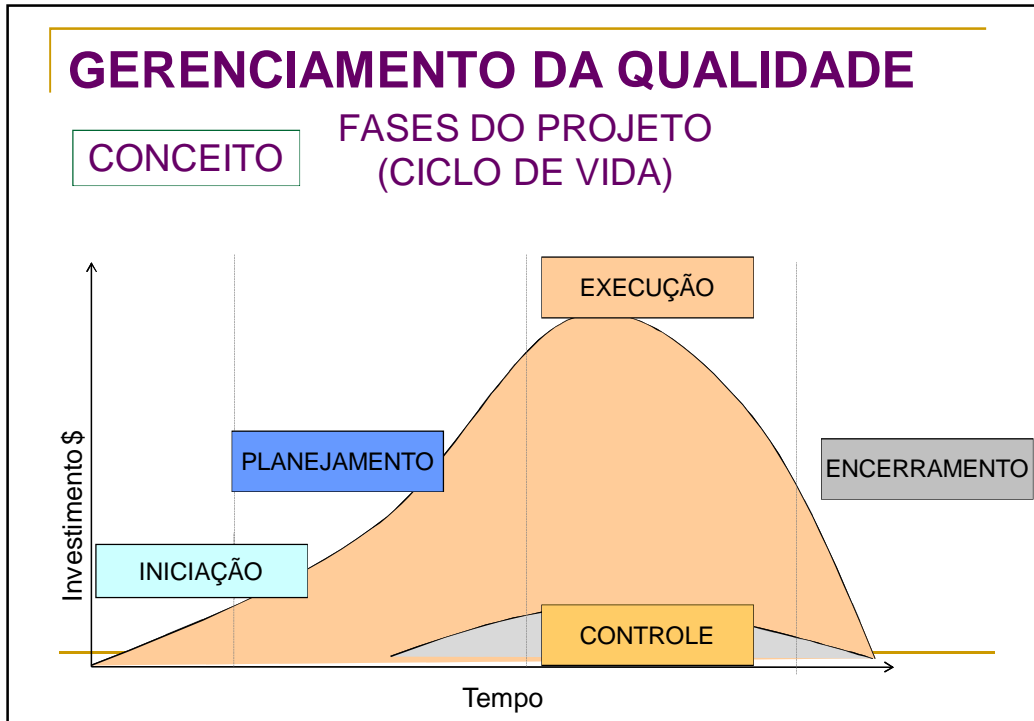 GERENCIAMENTO DA QUALIDADE
CONCEITO
FASES DO PROJETO
(CICLO DE VIDA)
EXECUÇÃO
PLANEJAMENTO
ENCERRAMENTO
INICIAÇÃO
CONTROLE
Investimento $
Tempo